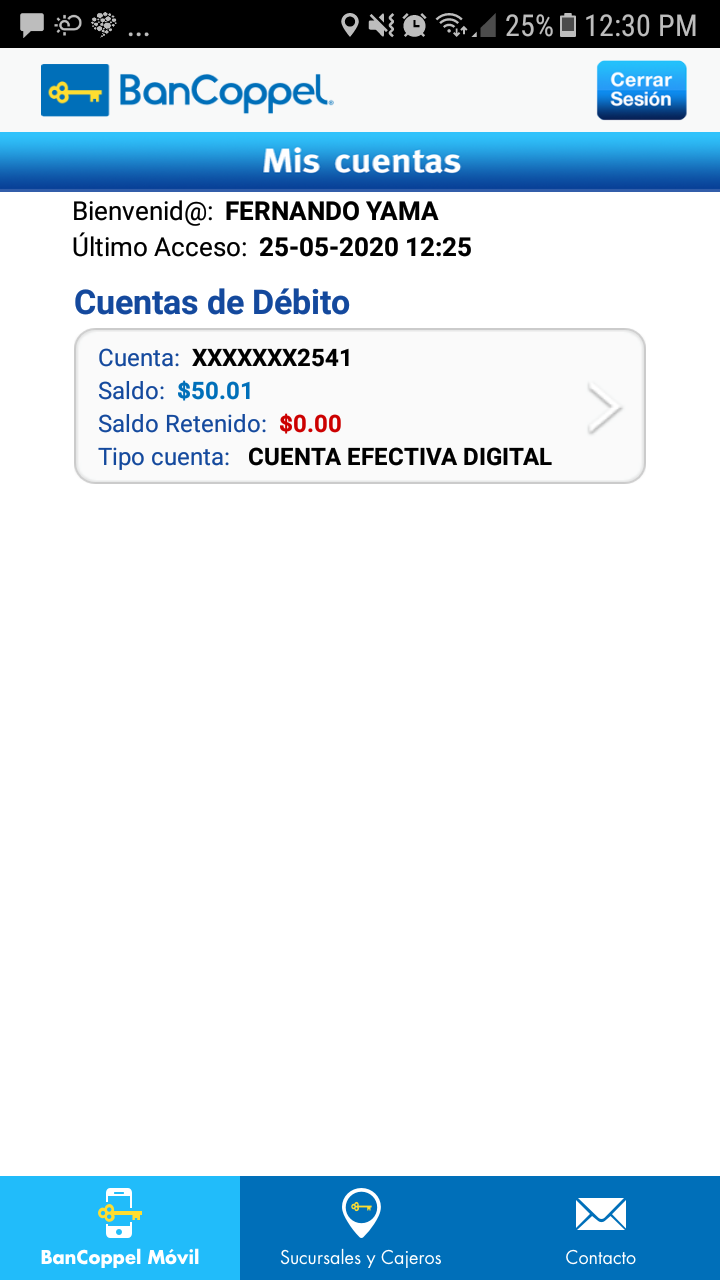 ... 25% 12:30 PM
BanCoppel
Cerrar
Sesión
Mis cuentas
Bienvenid@: FERNANDO YAMA
Último Acceso: 25-05-2020 12:25
Cuentas de Débito
Cuenta: XXXXXXX2541
Saldo: $50.01
Saldo Retenido: $0.00
Tipo cuenta: CUENTA EFECTIVA DIGITAL
BanCoppel Móvil
Sucursales y Cajeros
Contacto